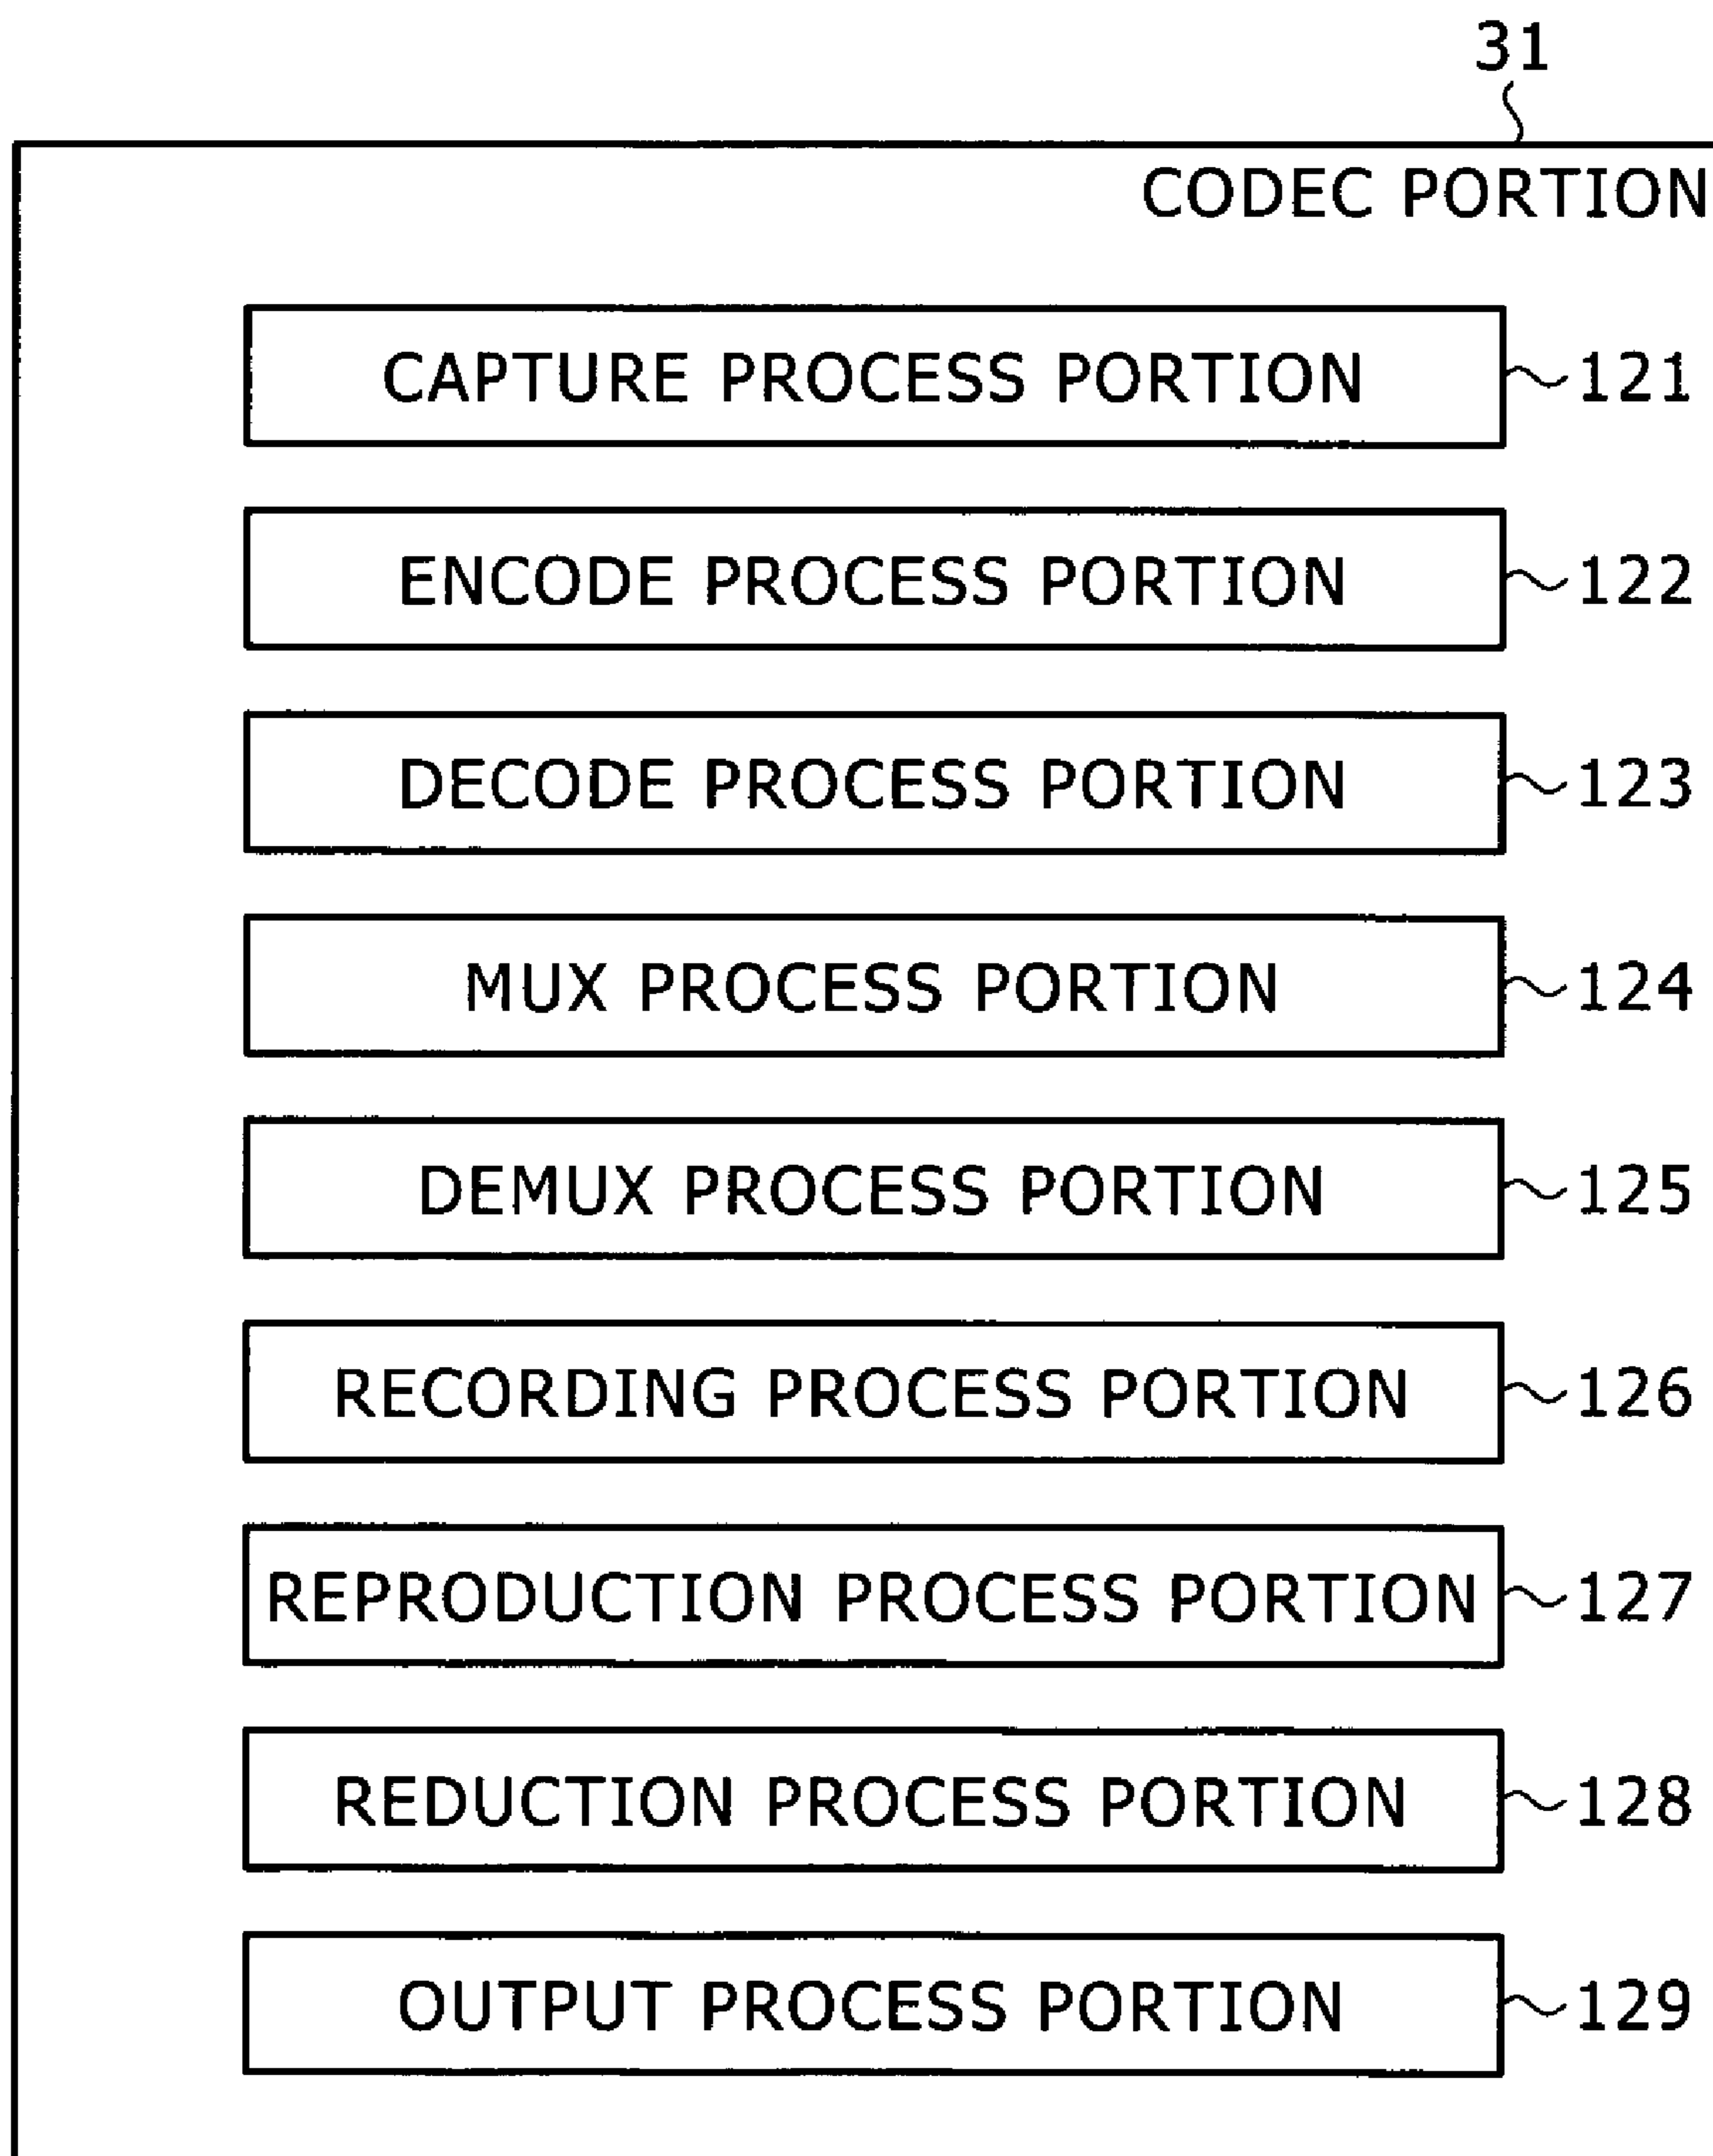 31
CODEC PORTION
CAPTURE PROCESS PORTION 121
ENCODE PROCESS PORTION 122
DECODE PROCESS PORTION 123
MUX PROCESS PORTION 124
DEMUX PROCESS PORTION 125
RECORDING PROCESS PORTION 126
REPRODUCTION PROCESS PORTION 127
REDUCTION PROCESS PORTION 128
OUTPUT PROCESS PORTION 129